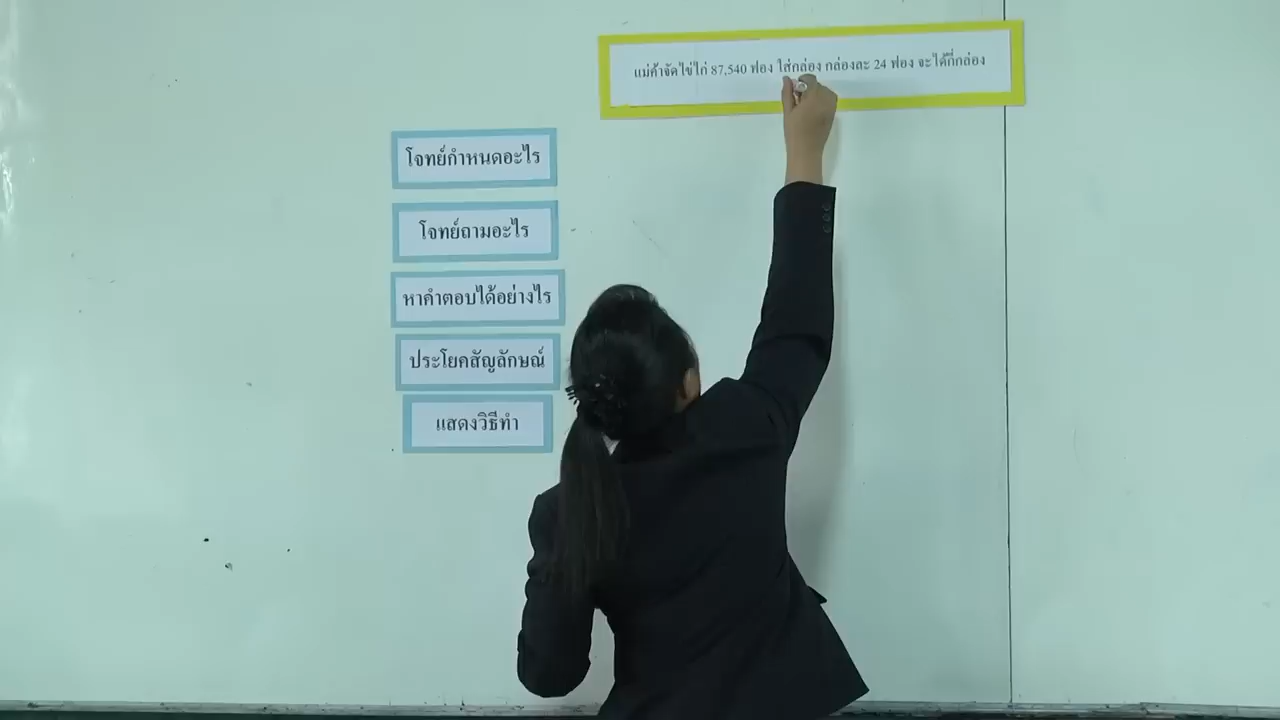 แม่ค้าจัดไข่ไก่ 87,540 ฟอง ใส่กล่อง กล่องละ 24 ฟอง จะได้กี่กล่อง
โจทย์กำหนดอะไร
โจทย์ถามอะไร
หาคำตอบได้อย่างไร
ประโยคสัญลักษณ์
แสดงวิธีทำ